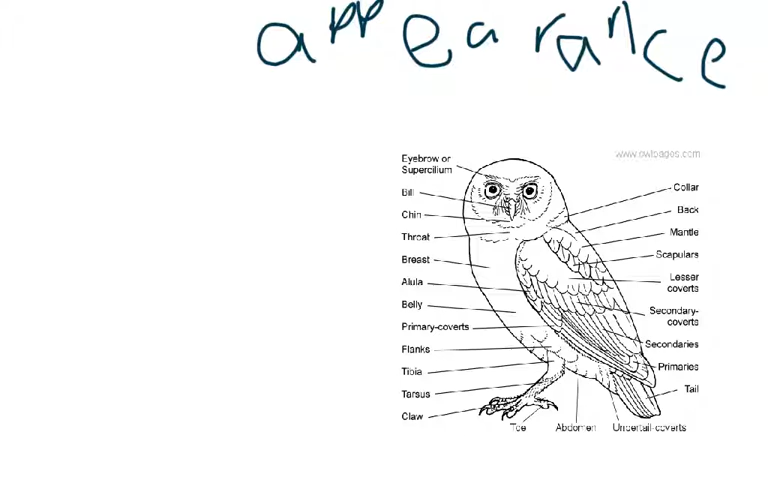 appearance
www.owlpages.com
Eyebrow or
Supercilium
Bill
Chin
Throat
Breast
Alula
Belly
Primary-coverts
Flanks
Tibia
Tarsus
Claw
Toe
Abdomen
Undertail-coverts
Collar
Back
Mantle
Scapulars
Lesser
coverts
Secondary-
coverts
Secondaries
Primaries
Tail